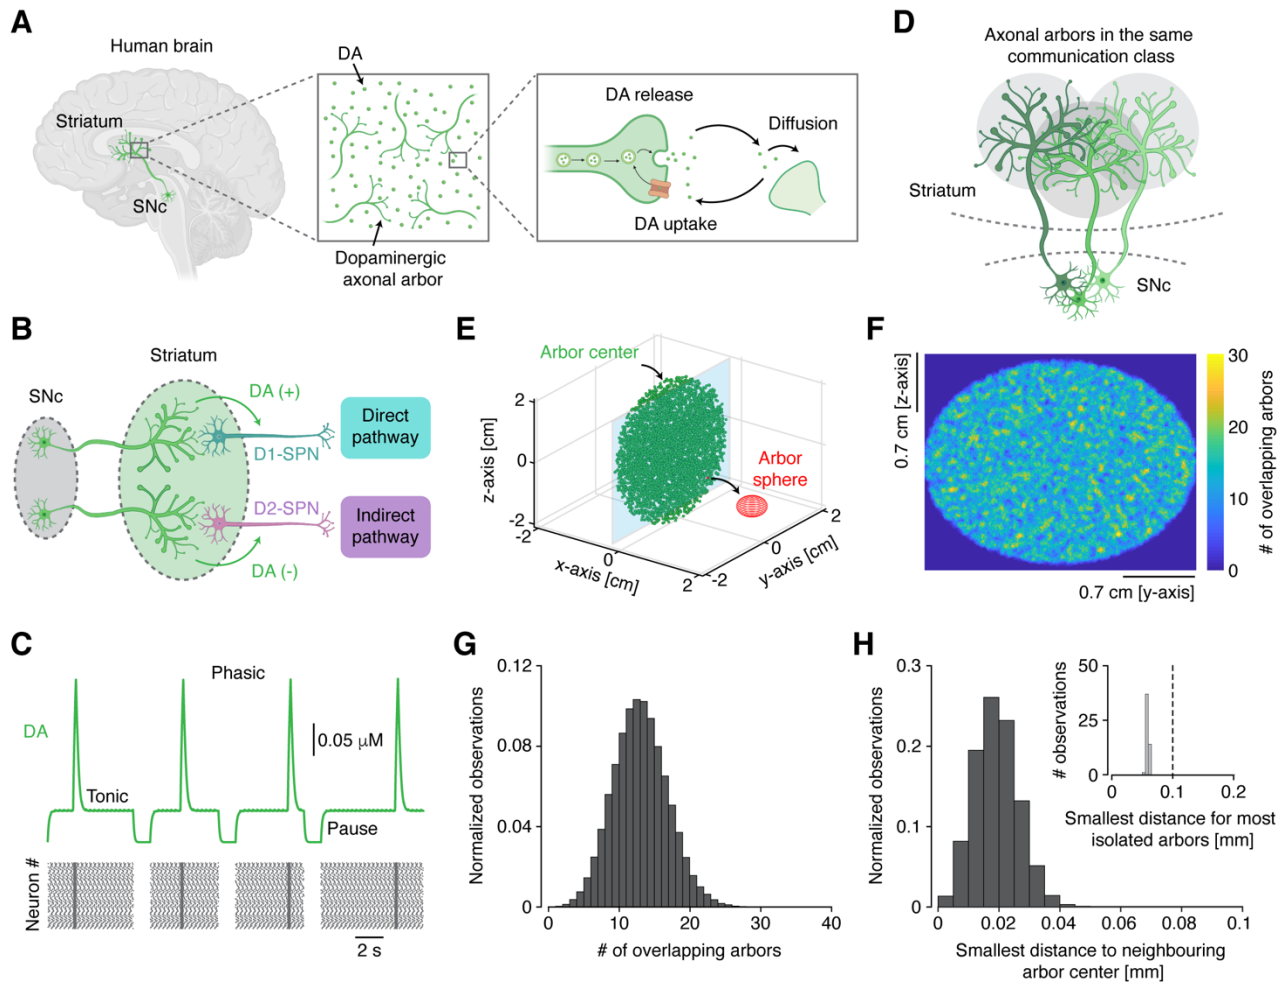 A
Human brain
Striatum
SNc
DA
Dopaminergic
axonal arbor
DA release
Diffusion
DA uptake
D
Axonal arbors in the same
communication class
Striatum
SNc
B
Striatum
SNc
DA (+)
D1-SPN
Direct
pathway
D2-SPN
Indirect
pathway
DA (-)
E
Arbor center
Arbor
sphere
z-axis [cm]
2
0
-2
-2
0
2
x-axis [cm]
-2
0
2
y-axis [cm]
F
0.7 cm [z-axis]
0.7 cm [y-axis]
30
20
10
0
# of overlapping arbors
C
Phasic
DA
0.05 µM
Tonic
Pause
Neuron #
2 s
G
Normalized observations
0.12
0.08
0.04
0
0
10
20
30
40
# of overlapping arbors
H
Normalized observations
0.3
0.2
0.1
0
0
0.02
0.04
0.06
0.08
0.1
Smallest distance to neighbouring
arbor center [mm]
# observations
50
25
0
0
0.1
0.2
Smallest distance for most
isolated arbors [mm]